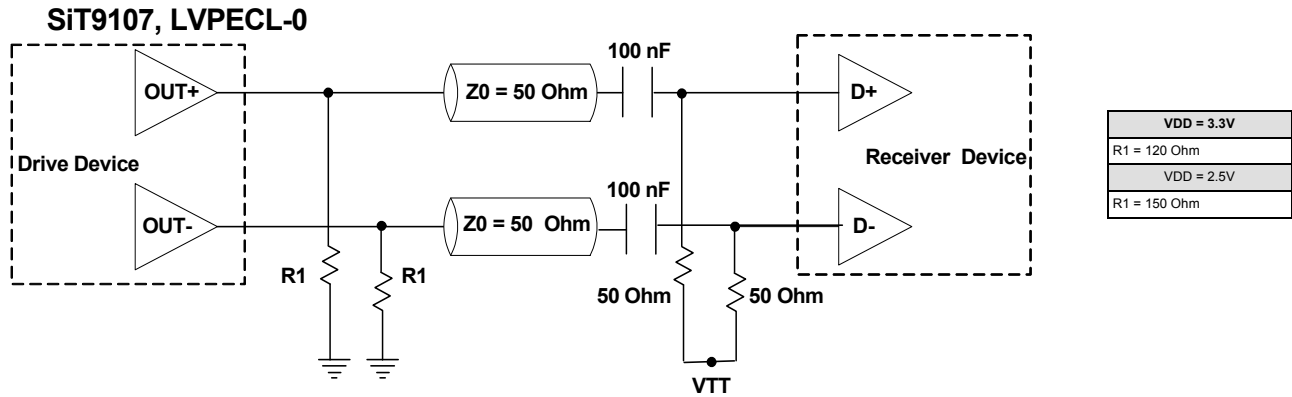 SiT9107, LVPECL-0
100 nF
OUT+
Z0 = 50 Ohm
D+
Drive Device
Receiver Device
100 nF
OUT-
Z0 = 50 Ohm
D-
R1
R1
50 Ohm
50 Ohm
VTT
VDD = 3.3V
R1 = 120 Ohm
VDD = 2.5V
R1 = 150 Ohm